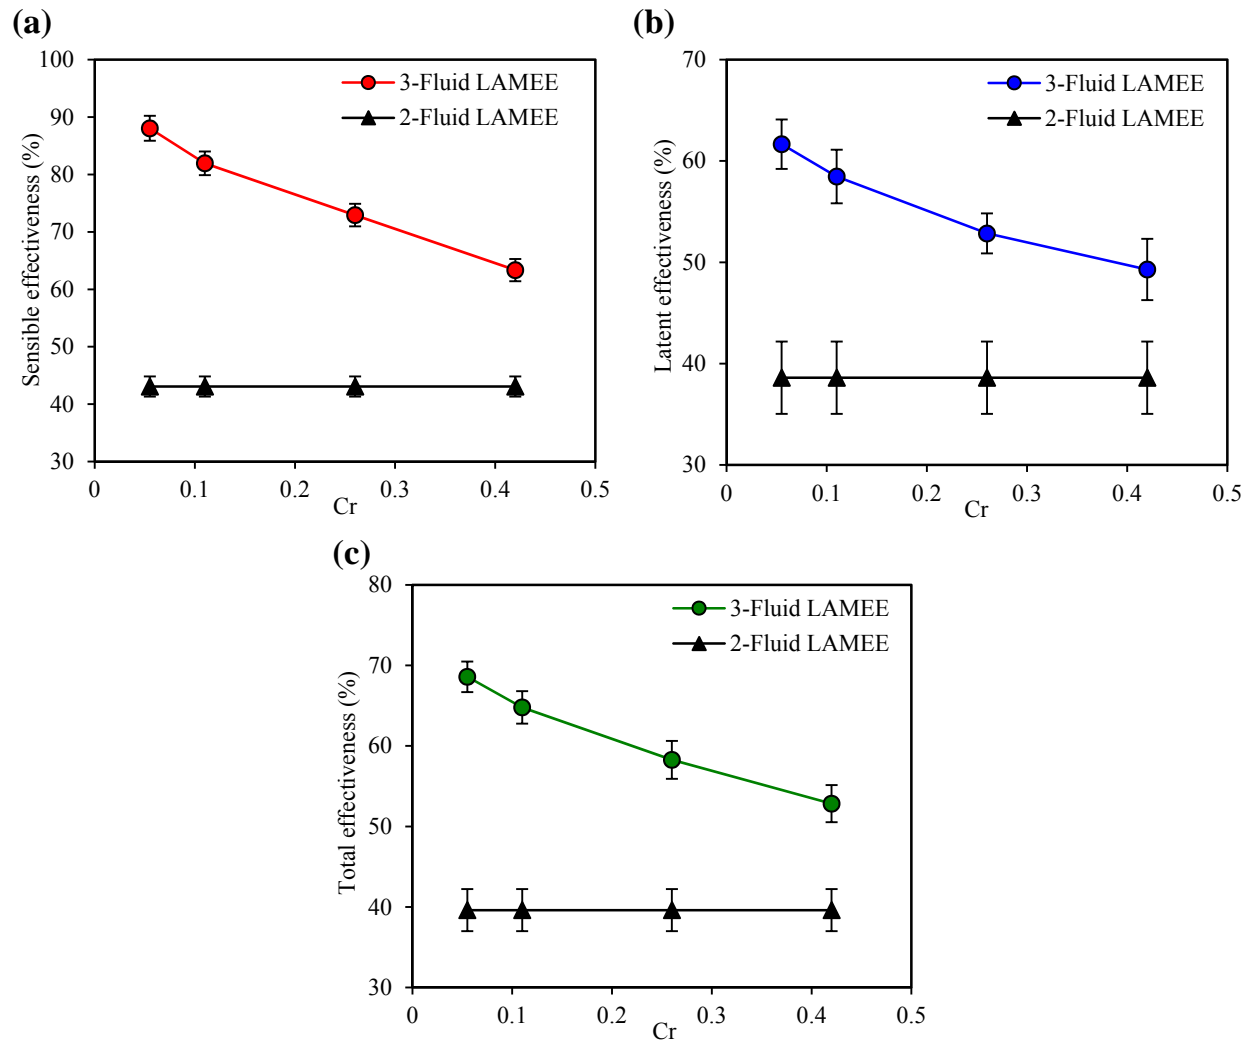 (a)
Sensible effectiveness (%)
100
90
80
70
60
50
40
30
0 0.1 0.2 0.3 0.4 0.5
Cr
3-Fluid LAMEE
2-Fluid LAMEE
(b)
Latent effectiveness (%)
70
60
50
40
30
0 0.1 0.2 0.3 0.4 0.5
Cr
3-Fluid LAMEE
2-Fluid LAMEE
(c)
Total effectiveness (%)
80
70
60
50
40
30
0 0.1 0.2 0.3 0.4 0.5
Cr
3-Fluid LAMEE
2-Fluid LAMEE